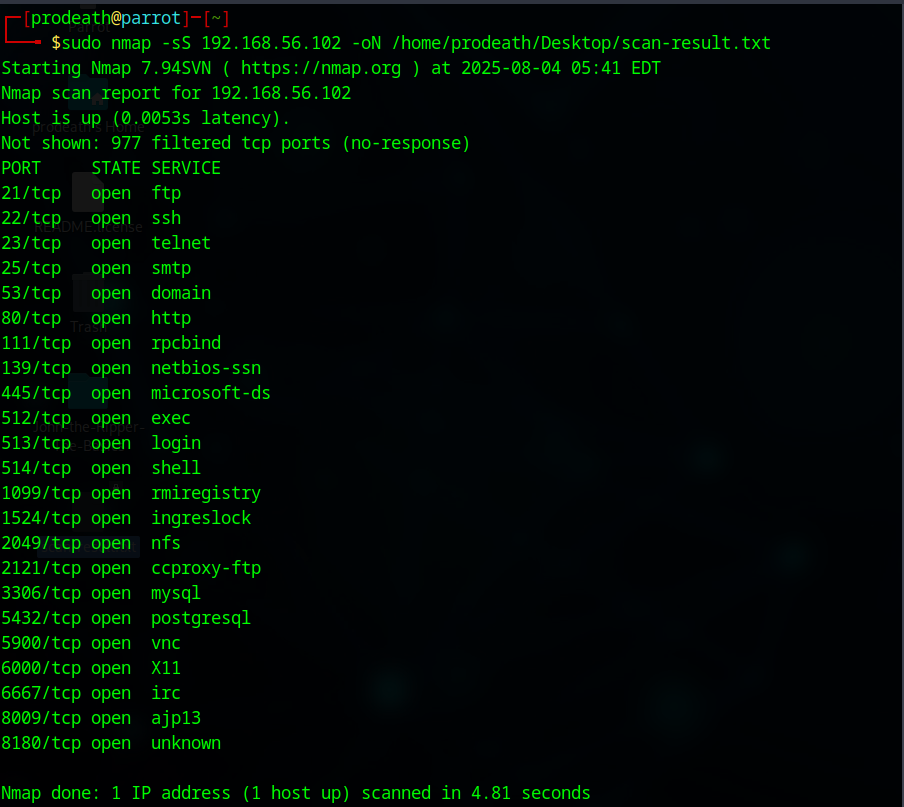 ┌─[prodeath@parrot]─[~]
└──╼ $sudo nmap -sS 192.168.56.102 -oN /home/prodeath/Desktop/scan-result.txt
Starting Nmap 7.94SVN ( https://nmap.org ) at 2025-08-04 05:41 EDT
Nmap scan report for 192.168.56.102
Host is up (0.0053s latency).
Not shown: 977 filtered tcp ports (no-response)
PORT     STATE SERVICE
21/tcp   open  ftp
22/tcp   open  ssh
23/tcp   open  telnet
25/tcp   open  smtp
53/tcp   open  domain
80/tcp   open  http
111/tcp  open  rpcbind
139/tcp  open  netbios-ssn
445/tcp  open  microsoft-ds
512/tcp  open  exec
513/tcp  open  login
514/tcp  open  shell
1099/tcp open  rmiregistry
1524/tcp open  ingreslock
2049/tcp open  nfs
2121/tcp open  ccproxy-ftp
3306/tcp open  mysql
5432/tcp open  postgresql
5900/tcp open  vnc
6000/tcp open  X11
6667/tcp open  irc
8009/tcp open  ajp13
8180/tcp open  unknown
Nmap done: 1 IP address (1 host up) scanned in 4.81 seconds